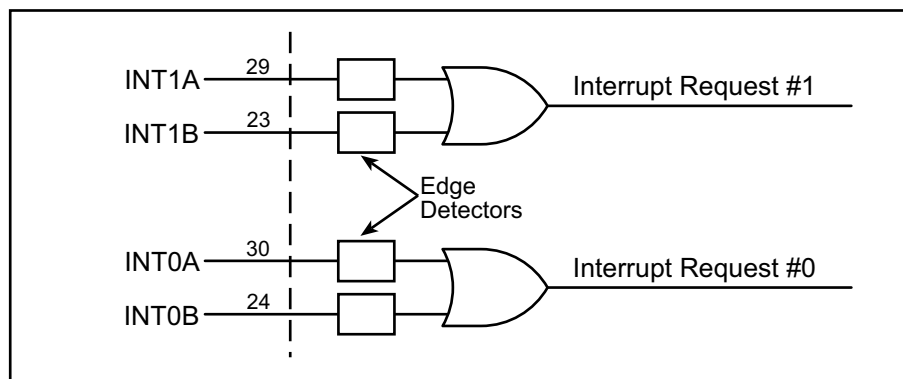 INT1A 29
INT1B 23
Interrupt Request #1
Edge
Detectors
INT0A 30
INT0B 24
Interrupt Request #0